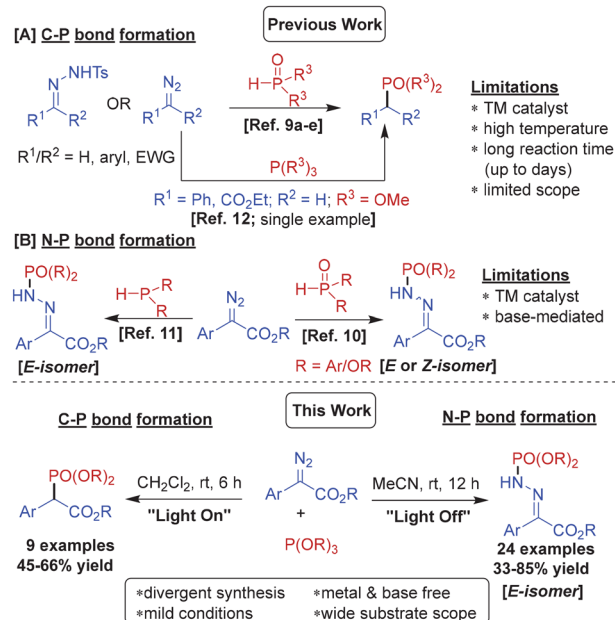 Previous Work
[A] C-P bond formation
N NHTs
R¹ R²
OR
N₂
R¹ R²
O
H P R³
R³
[Ref. 9a-e]
PO(R³)₂
R¹ R²
R¹/R² = H, aryl, EWG
P(R³)₃
R¹ = Ph, CO₂Et; R² = H; R³ = OMe
[Ref. 12; single example]
Limitations
* TM catalyst
* high temperature
* long reaction time
(up to days)
* limited scope
[B] N-P bond formation
PO(R)₂
HN N
Ar CO₂R
[E-isomer]
H P R
R
[Ref. 11]
N₂
Ar CO₂R
O
H P R
R
[Ref. 10]
R = Ar/OR
PO(R)₂
HN N
Ar CO₂R
[E or Z-isomer]
Limitations
* TM catalyst
* base-mediated
This Work
C-P bond formation
N-P bond formation
PO(OR)₂
Ar CO₂R
9 examples
45-66% yield
CH₂Cl₂, rt, 6 h
"Light On"
N₂
Ar CO₂R
+
P(OR)₃
MeCN, rt, 12 h
"Light Off"
PO(OR)₂
HN N
Ar CO₂R
24 examples
33-85% yield
[E-isomer]
*divergent synthesis *metal & base free
*mild conditions *wide substrate scope